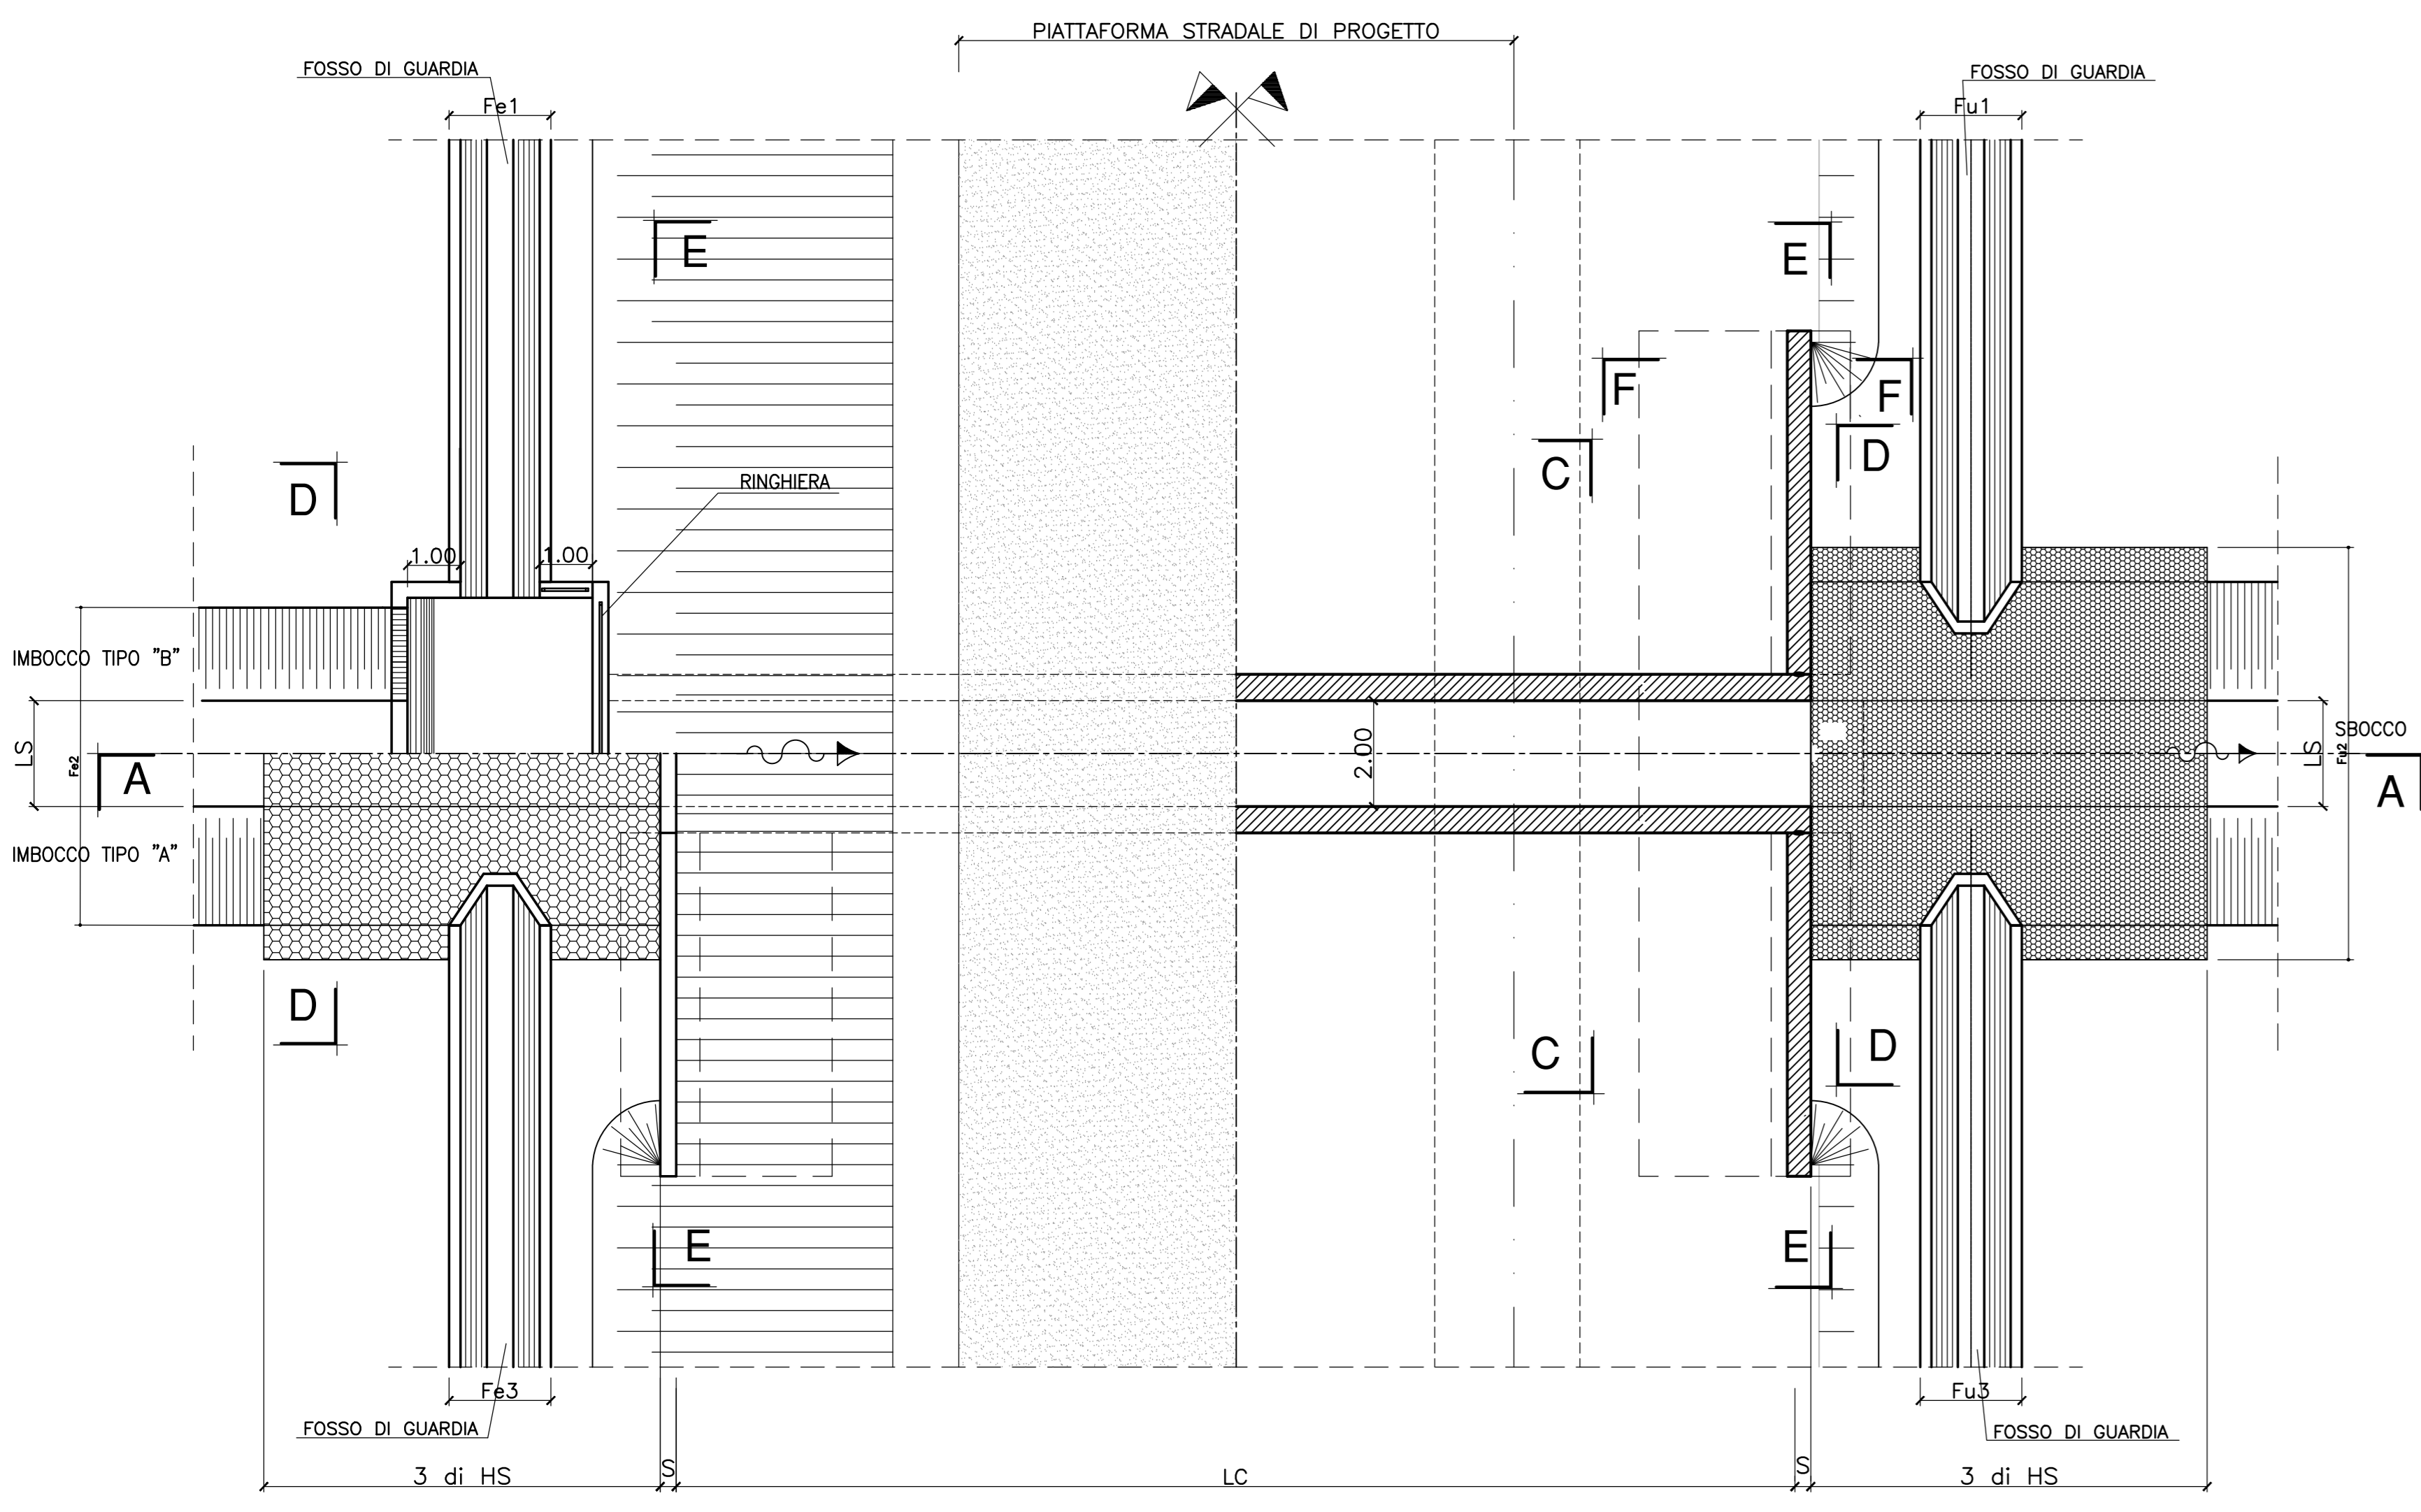 PIATTAFORMA STRADALE DI PROGETTO
FOSSO DI GUARDIA
FOSSO DI GUARDIA
Fe1
Fu1
E
E
F
F
C
D
D
RINGHIERA
1.00
1.00
IMBOCCO TIPO "B"
SBOCCO
LS
Fe2
A
2.00
LS
Fu2
A
IMBOCCO TIPO "A"
D
C
D
E
E
Fe3
Fu3
FOSSO DI GUARDIA
FOSSO DI GUARDIA
3 di HS
S
LC
S
3 di HS